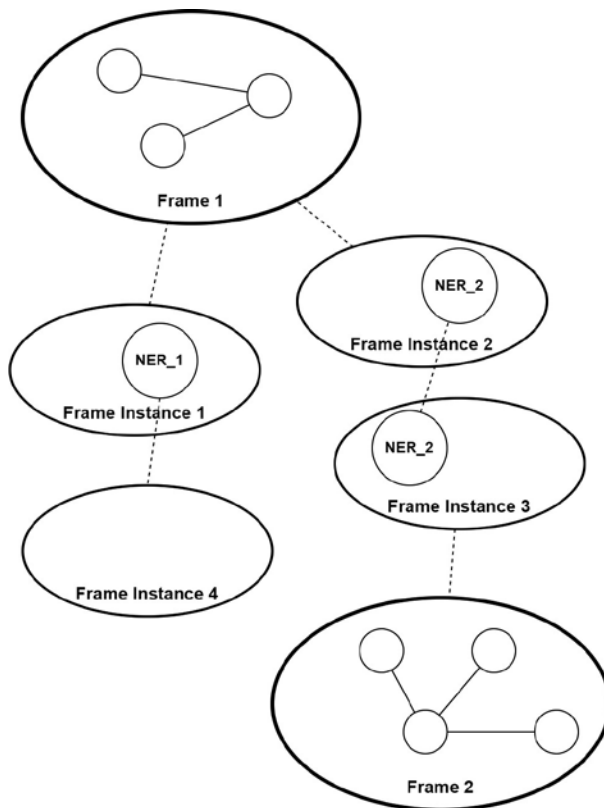 Frame 1
NER_2
Frame Instance 2
NER_1
Frame Instance 1
NER_2
Frame Instance 3
Frame Instance 4
Frame 2